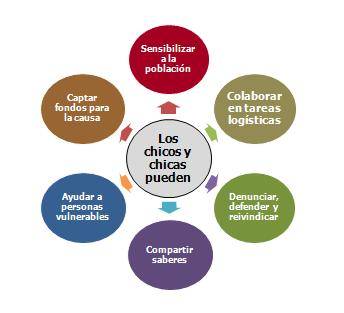 Sensibilizar
a la
población
Colaborar
en tareas
logísticas
Denunciar,
defender y
reivindicar
Compartir
saberes
Ayudar a
personas
vulnerables
Captar
fondos para
la causa
Los
chicos y
chicas
pueden